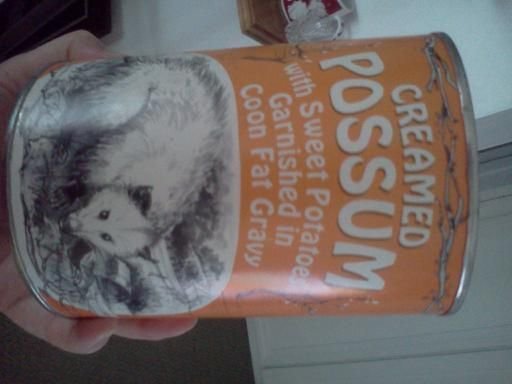 CREAMED
POSSUM
with Sweet Potatoes
Garnished in
Coon Fat Gravy